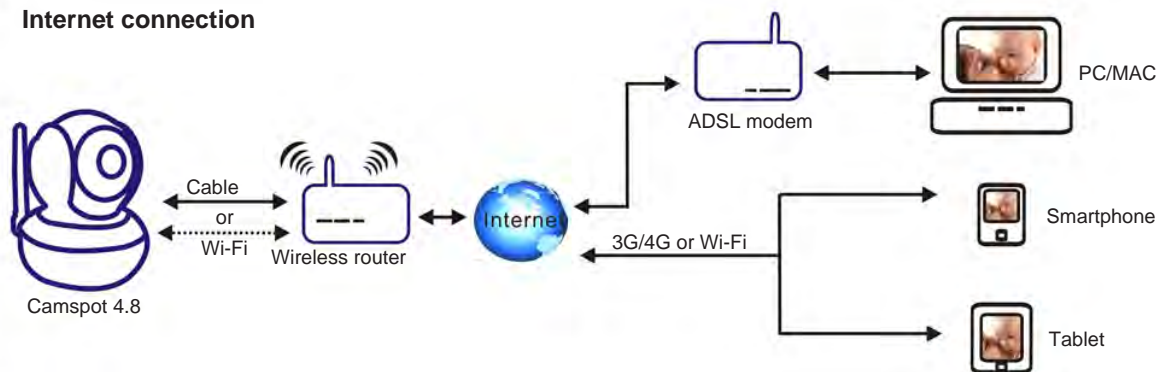 Internet connection
PC/MAC
ADSL modem
Cable
or
Wi-Fi
Wireless router
Internet
3G/4G or Wi-Fi
Smartphone
Camspot 4.8
Tablet